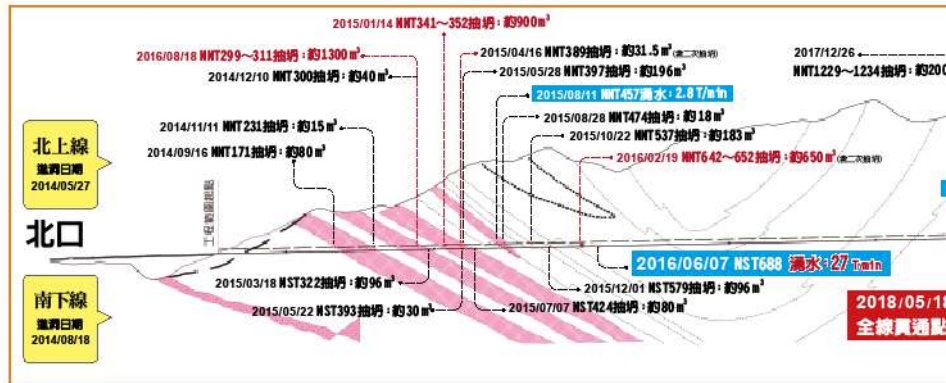 2015/01/14 NNT341～352抽坍：約900m³
2016/08/18 NNT299～311抽坍：約1300m³
2014/12/10 NNT300抽坍：約40m³
2015/04/16 NNT389抽坍：約31.5m³(含二次抽坍)
2015/05/28 NNT397抽坍：約196m³
2017/12/26
NNT1229～1234抽坍：約200
2015/08/11 NNT457湧水：2.8T/min
2015/08/28 NNT474抽坍：約18m³
2015/10/22 NNT537抽坍：約183m³
2016/02/19 NNT642～652抽坍：約650m³(含二次抽坍)
2014/11/11 NNT231抽坍：約15m³
2014/09/16 NNT171抽坍：約80m³
北上線
進洞日期
2014/05/27
北口
2016/06/07 NST688 湧水：27 T/min
2015/03/18 NST322抽坍：約96m³
2015/12/01 NST579抽坍：約96m³
2015/05/22 NST393抽坍：約30m³
2015/07/07 NST424抽坍：約80m³
南下線
進洞日期
2014/08/18
2018/05/18
全線貫通點